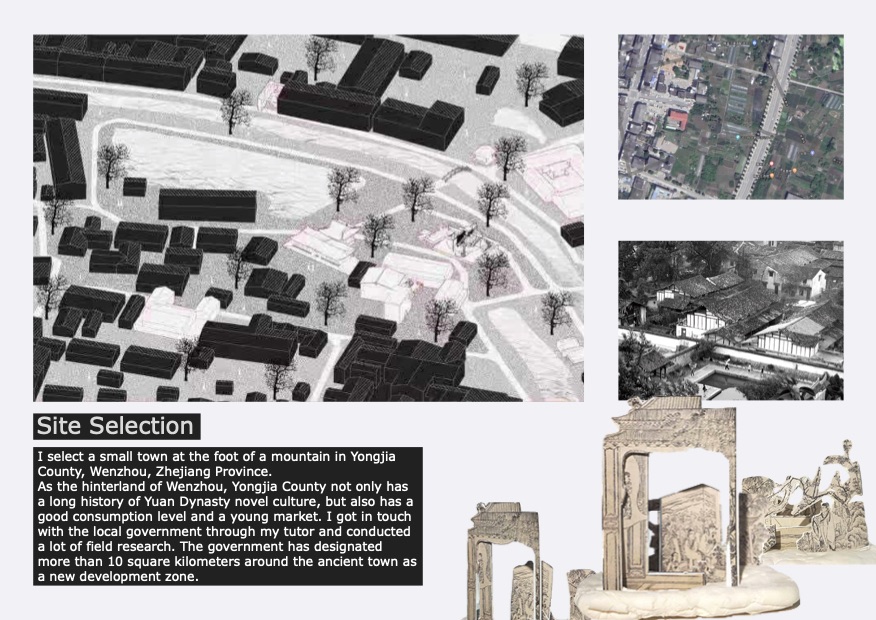 Site Selection
I select a small town at the foot of a mountain in Yongjia
County, Wenzhou, Zhejiang Province.
As the hinterland of Wenzhou, Yongjia County not only has
a long history of Yuan Dynasty novel culture, but also has a
good consumption level and a young market. I got in touch
with the local government through my tutor and conducted
a lot of field research. The government has designated
more than 10 square kilometers around the ancient town as
a new development zone.